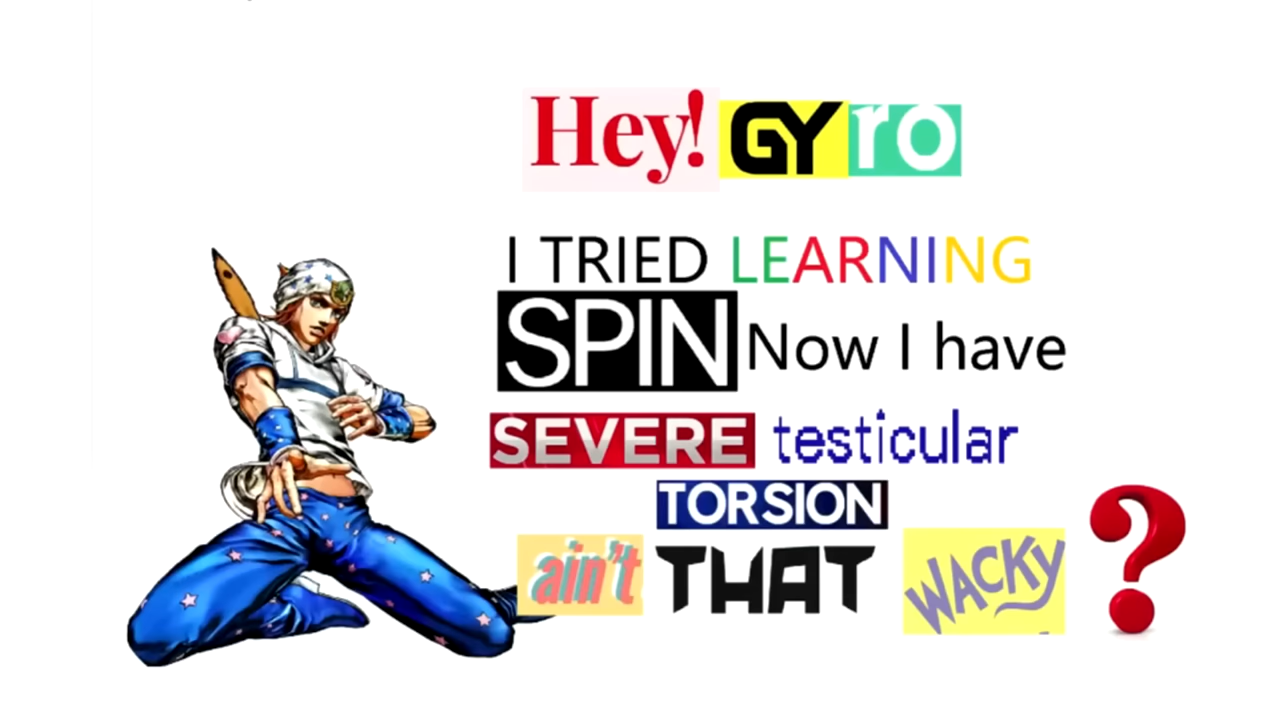 Hey! GYro
I TRIED LEARNING
SPIN Now I have
SEVERE testicular
TORSION
ain't THAT WACKY ?